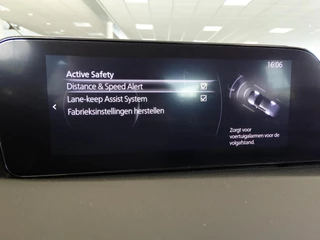 16:06
Active Safety
Distance & Speed Alert
Lane-keep Assist System
Fabrieksinstellingen herstellen
Zorgt voor
voertuigalarmen voor de
volgafstand.